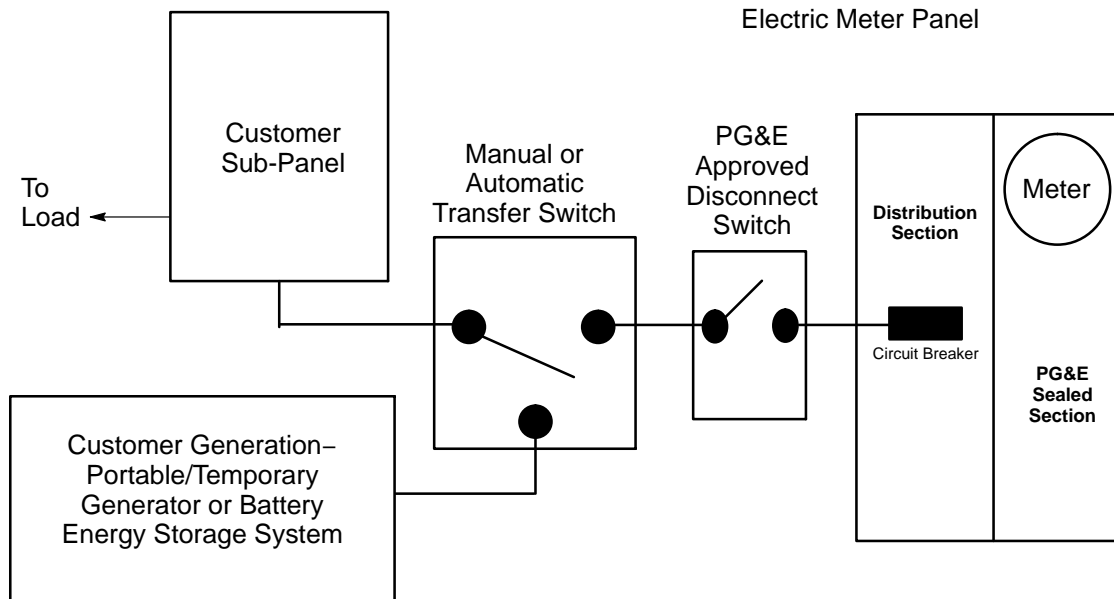 Electric Meter Panel
Customer
Sub-Panel
To
Load
Manual or
Automatic
Transfer Switch
PG&E
Approved
Disconnect
Switch
Distribution
Section
Meter
Circuit Breaker
PG&E
Sealed
Section
Customer Generation–
Portable/Temporary
Generator or Battery
Energy Storage System